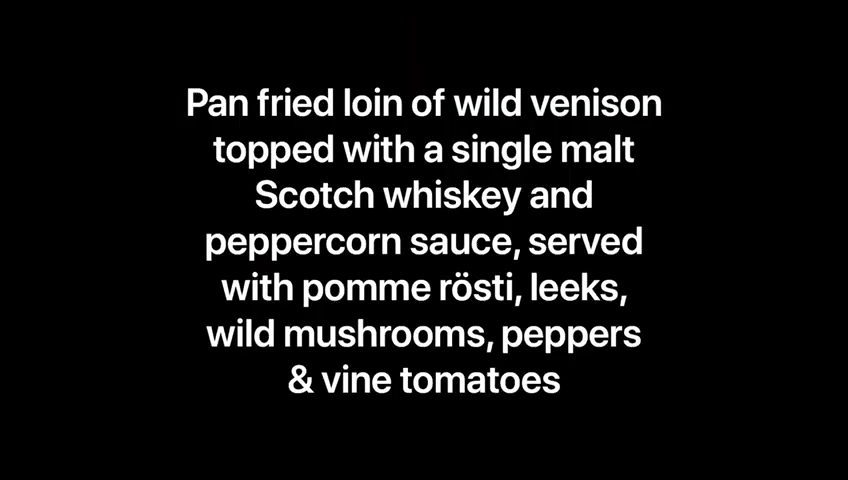 Pan fried loin of wild venison
topped with a single malt
Scotch whiskey and
peppercorn sauce, served
with pomme rösti, leeks,
wild mushrooms, peppers
& vine tomatoes